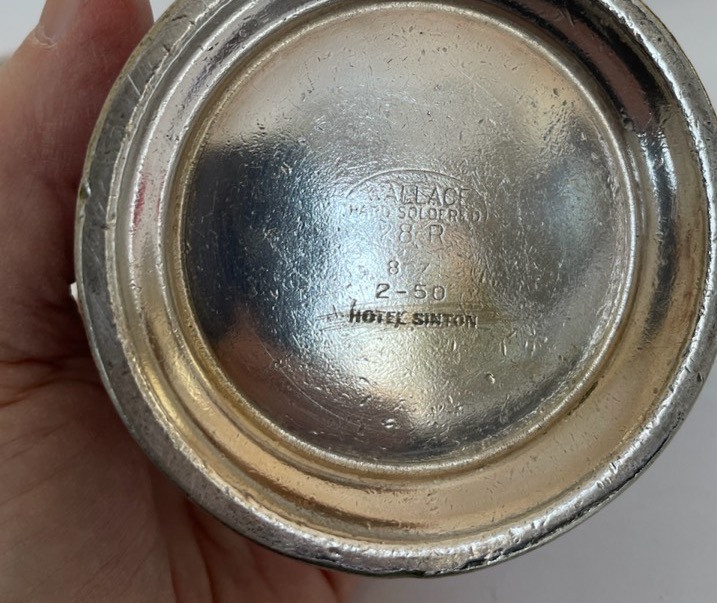 WALLACE
HARD SOLDERED
28 R
2-50
HOTEL SINTON